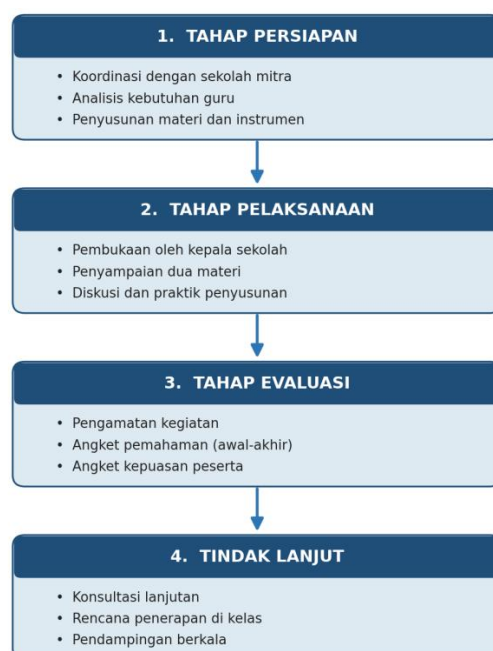 1. TAHAP PERSIAPAN
• Koordinasi dengan sekolah mitra
• Analisis kebutuhan guru
• Penyusunan materi dan instrumen
2. TAHAP PELAKSANAAN
• Pembukaan oleh kepala sekolah
• Penyampaian dua materi
• Diskusi dan praktik penyusunan
3. TAHAP EVALUASI
• Pengamatan kegiatan
• Angket pemahaman (awal-akhir)
• Angket kepuasan peserta
4. TINDAK LANJUT
• Konsultasi lanjutan
• Rencana penerapan di kelas
• Pendampingan berkala